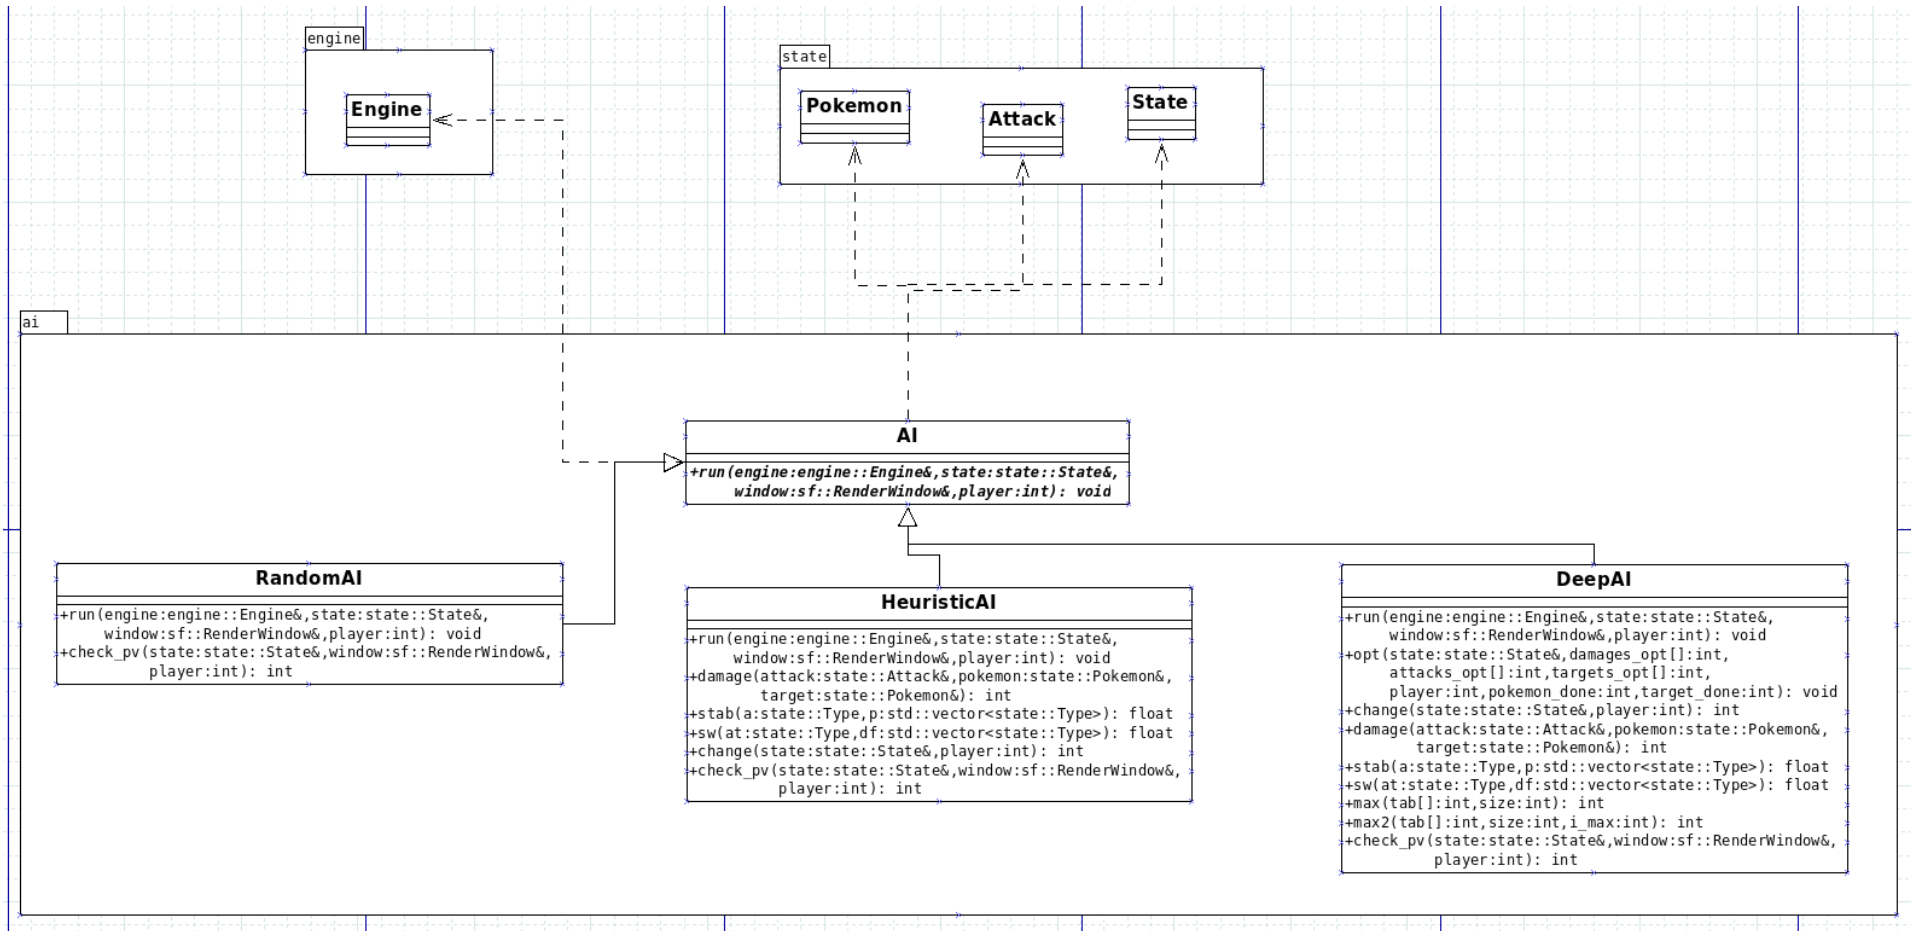 engine
Engine
state
Pokemon
Attack
State
ai
AI
+run(engine:engine::Engine&,state:state::State&,
window:sf::RenderWindow&,player:int): void
RandomAI
+run(engine:engine::Engine&,state:state::State&,
window:sf::RenderWindow&,player:int): void
+check_pv(state:state::State&,window:sf::RenderWindow&,
player:int): int
HeuristicAI
+run(engine:engine::Engine&,state:state::State&,
window:sf::RenderWindow&,player:int): void
+damage(attack:state::Attack&,pokemon:state::Pokemon&,
target:state::Pokemon&): int
+stab(a:state::Type,p:std::vector<state::Type>): float
+sw(at:state::Type,df:std::vector<state::Type>): float
+change(state:state::State&,player:int): int
+check_pv(state:state::State&,window:sf::RenderWindow&,
player:int): int
DeepAI
+run(engine:engine::Engine&,state:state::State&,
window:sf::RenderWindow&,player:int): void
+opt(state:state::State&,damages_opt[]:int,
attacks_opt[]:int,targets_opt[]:int,
player:int,pokemon_done:int,target_done:int): void
+change(state:state::State&,player:int): int
+damage(attack:state::Attack&,pokemon:state::Pokemon&,
target:state::Pokemon&): int
+stab(a:state::Type,p:std::vector<state::Type>): float
+sw(at:state::Type,df:std::vector<state::Type>): float
+max(tab[]:int,size:int): int
+max2(tab[]:int,size:int,i_max:int): int
+check_pv(state:state::State&,window:sf::RenderWindow&,
player:int): int